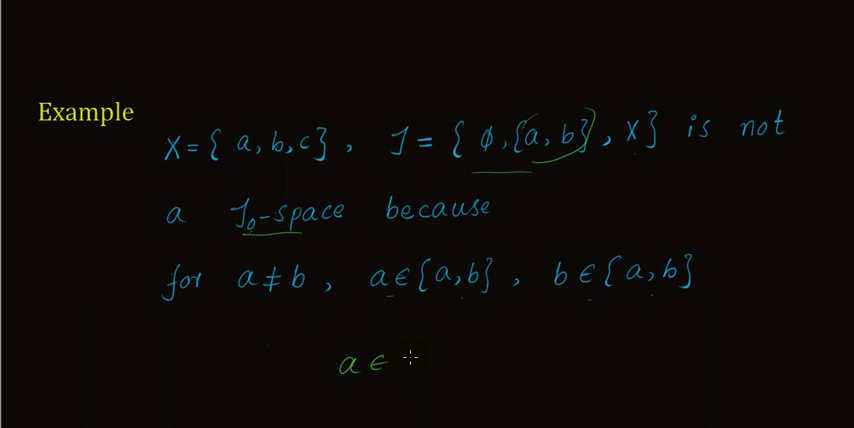 Example
X = { a, b, c } , J = { φ, {a, b} , X } is not
a J₀-space because
for a ≠ b , a ∈ {a, b} , b ∈ {a, b}
a ∈